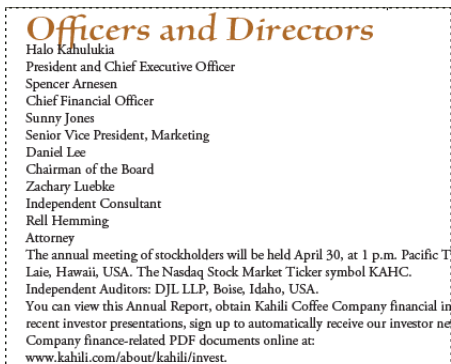 Officers and Directors
Halo Kahulukia
President and Chief Executive Officer
Spencer Arnesen
Chief Financial Officer
Sunny Jones
Senior Vice President, Marketing
Daniel Lee
Chairman of the Board
Zachary Luebke
Independent Consultant
Rell Hemming
Attorney
The annual meeting of stockholders will be held April 30, at 1 p.m. Pacific
Laie, Hawaii, USA. The Nasdaq Stock Market Ticker symbol KAHC.
Independent Auditors: DJL LLP, Boise, Idaho, USA.
You can view this Annual Report, obtain Kahili Coffee Company financial
recent investor presentations, sign up to automatically receive our investor
Company finance-related PDF documents online at:
www.kahili.com/about/kahili/invest.